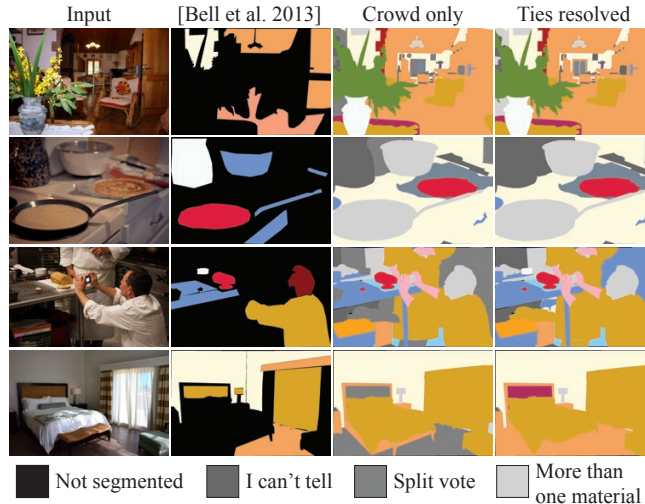 Input [Bell et al. 2013] Crowd only Ties resolved
Not segmented I can't tell Split vote More than
one material